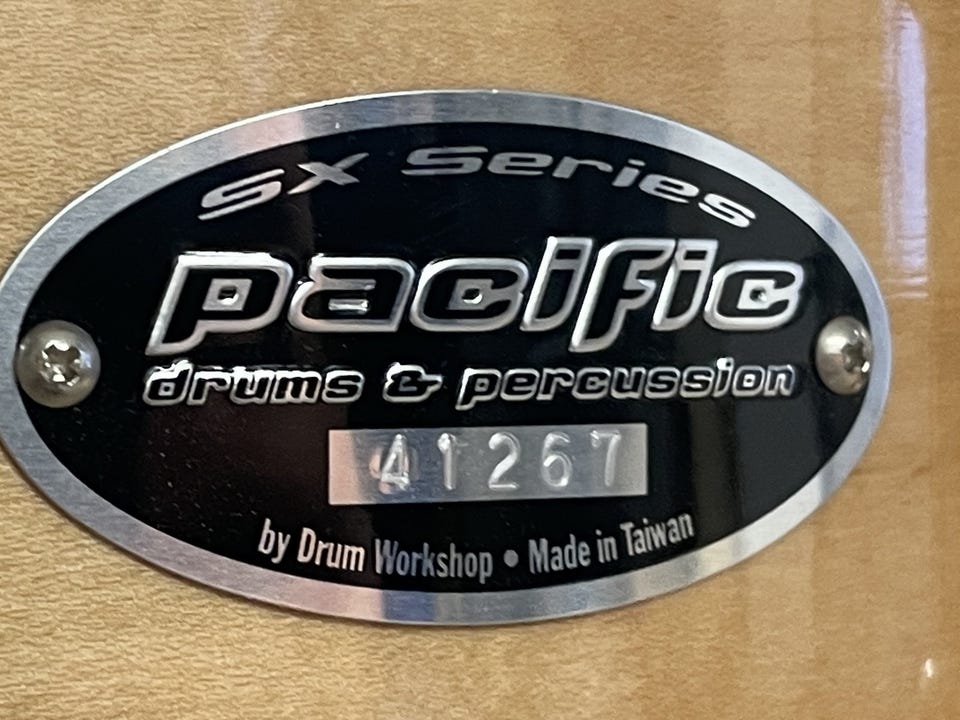 SX Series
pacific
drums & percussion
41267
by Drum Workshop • Made in Taiwan